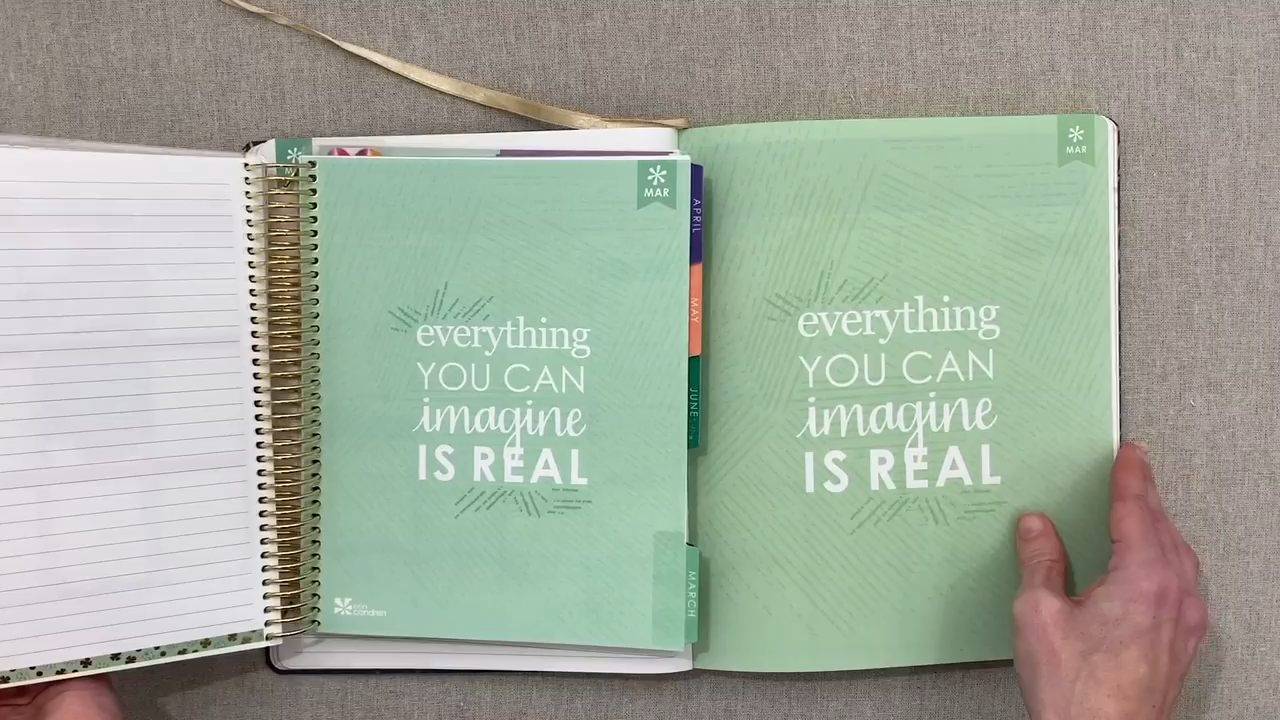 MAR
everything
YOU CAN
imagine
IS REAL
erin
condren
APRIL
MAY
JUNE
MARCH
MAR
everything
YOU CAN
imagine
IS REAL